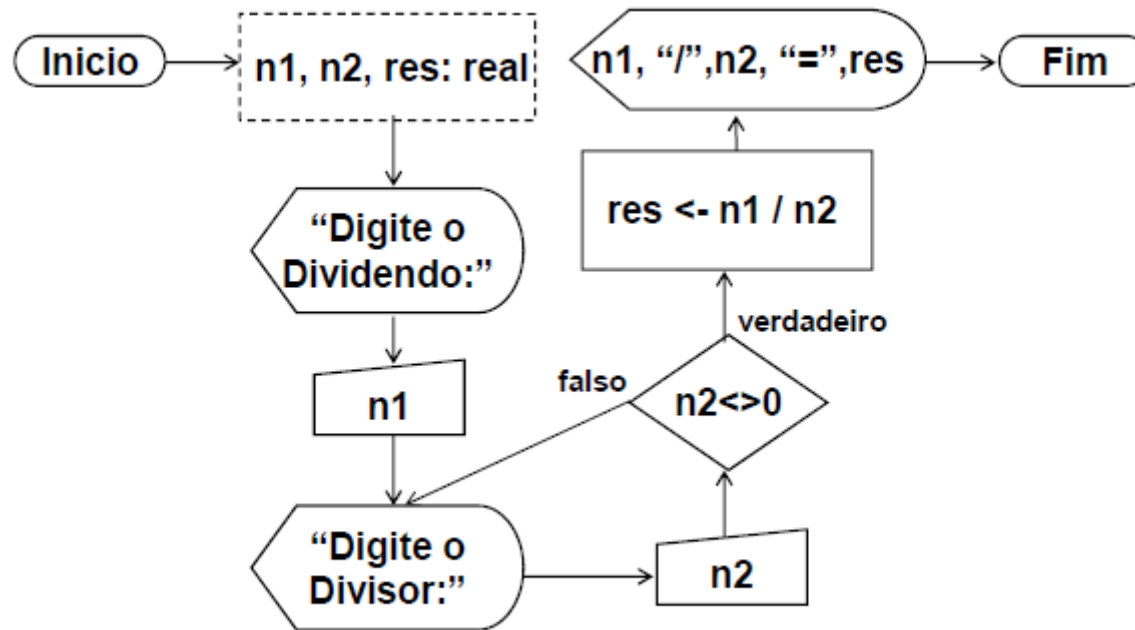 Inicio
n1, n2, res: real
“Digite o
Dividendo:”
n1
“Digite o
Divisor:”
n2
n2<>0
falso
verdadeiro
res <- n1 / n2
n1, “/”,n2, “=”,res
Fim